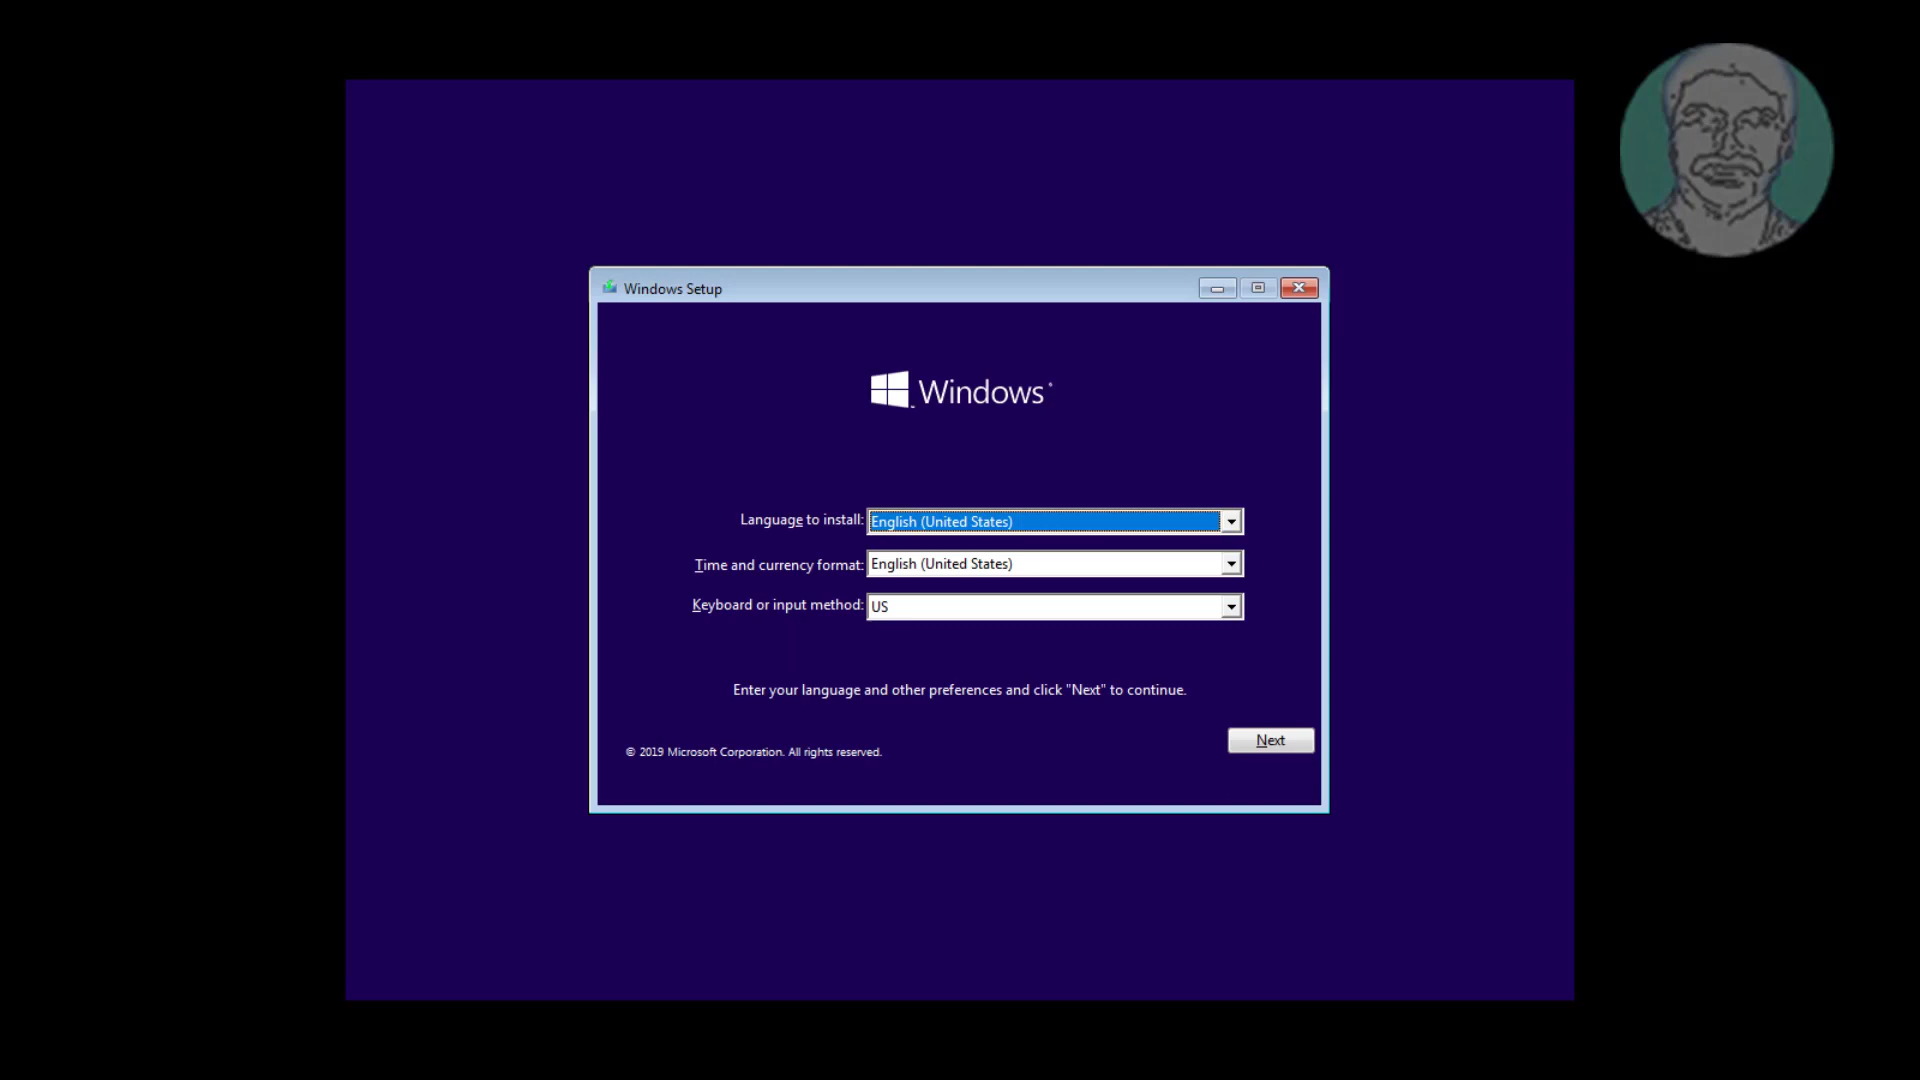 Windows Setup
Windows
Language to install: English (United States)
Time and currency format: English (United States)
Keyboard or input method: US
Enter your language and other preferences and click "Next" to continue.
Next
© 2019 Microsoft Corporation. All rights reserved.